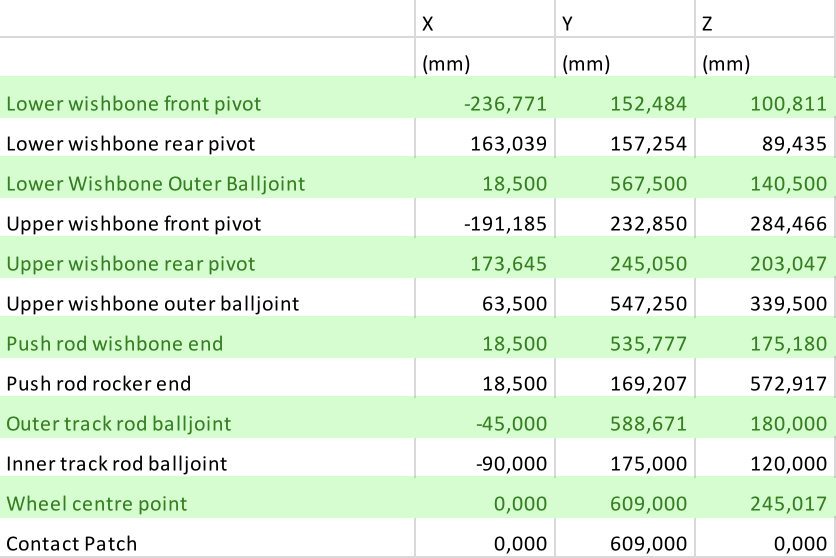 X Y Z
(mm) (mm) (mm)
Lower wishbone front pivot -236,771 152,484 100,811
Lower wishbone rear pivot 163,039 157,254 89,435
Lower Wishbone Outer Balljoint 18,500 567,500 140,500
Upper wishbone front pivot -191,185 232,850 284,466
Upper wishbone rear pivot 173,645 245,050 203,047
Upper wishbone outer balljoint 63,500 547,250 339,500
Push rod wishbone end 18,500 535,777 175,180
Push rod rocker end 18,500 169,207 572,917
Outer track rod balljoint -45,000 588,671 180,000
Inner track rod balljoint -90,000 175,000 120,000
Wheel centre point 0,000 609,000 245,017
Contact Patch 0,000 609,000 0,000